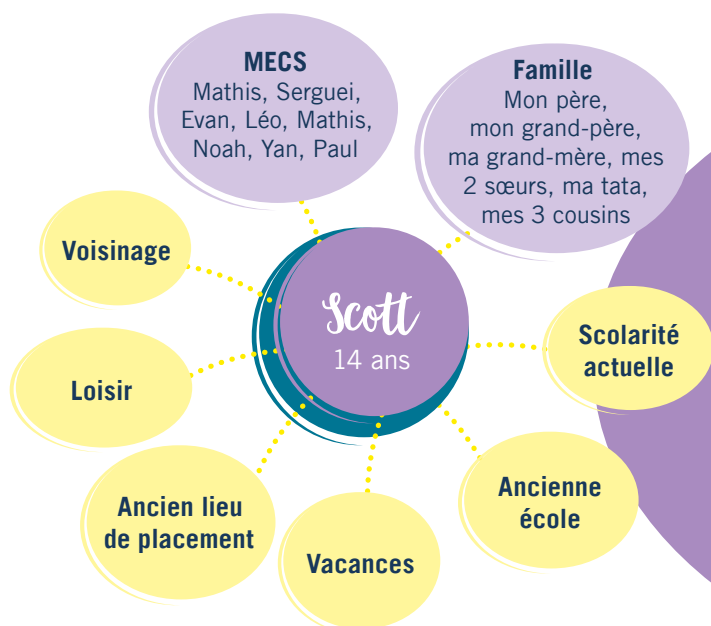 MECS
Mathis, Serguei,
Evan, Léo, Mathis,
Noah, Yan, Paul
Famille
Mon père,
mon grand-père,
ma grand-mère, mes
2 sœurs, ma tata,
mes 3 cousins
Voisinage
Scott
14 ans
Scolarité
actuelle
Loisir
Ancien lieu
de placement
Vacances
Ancienne
école